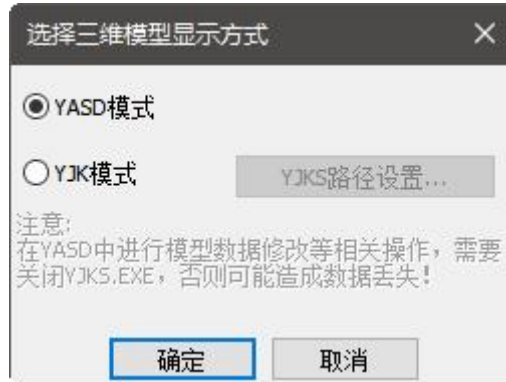 选择三维模型显示方式
YASD模式
YJK模式
YJKS路径设置...
注意:
在YASD中进行模型数据修改等相关操作，需要
关闭YJKS.EXE，否则可能造成数据丢失！
确定
取消